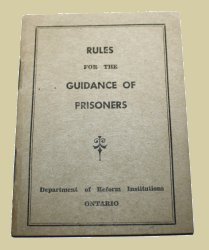 RULES
FOR THE
GUIDANCE OF
PRISONERS
Department of Reform Institutions
ONTARIO